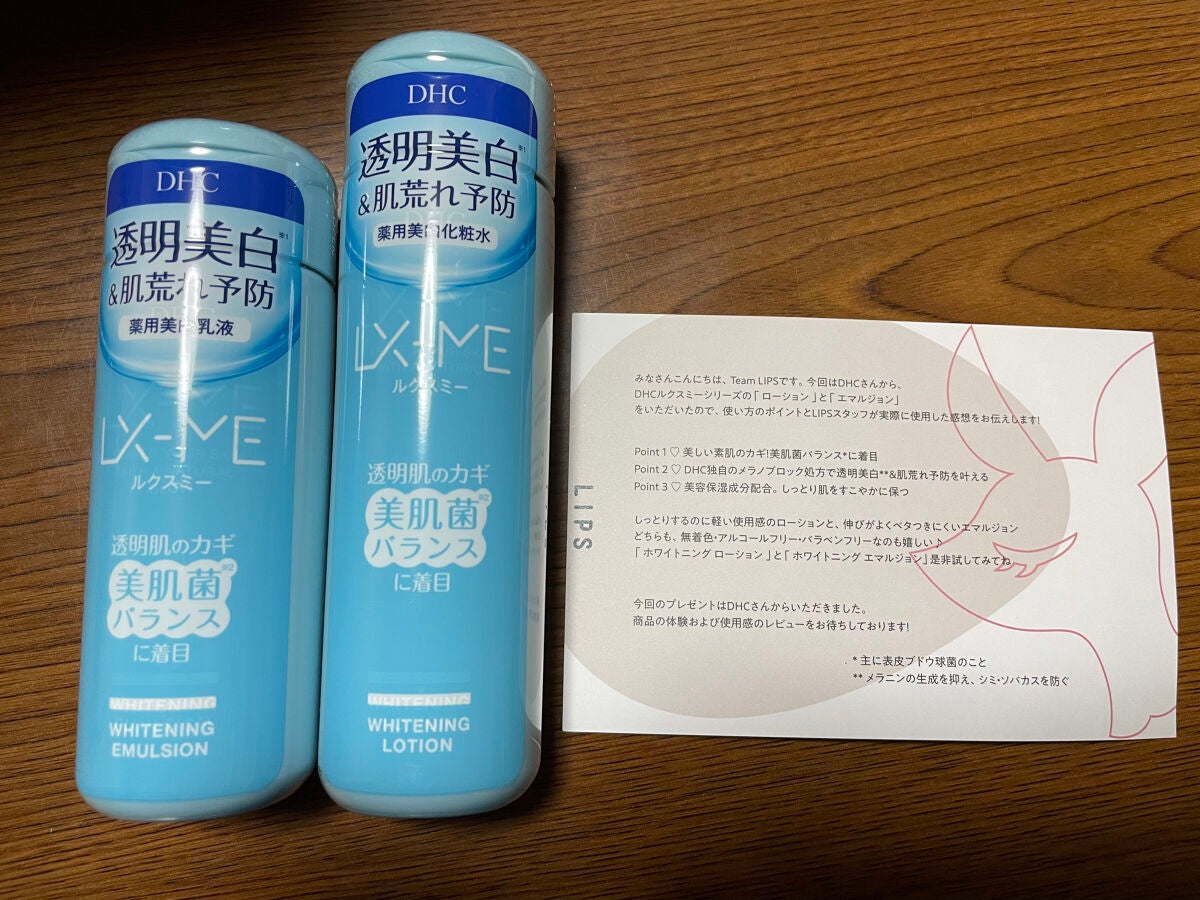 DHC
透明美白※1
&肌荒れ予防
薬用美白乳液
LX-ME
ルクスミー
透明肌のカギ
美肌菌※2
バランス
に着目
WHITENING
WHITENING
EMULSION
DHC
透明美白※1
&肌荒れ予防
薬用美白化粧水
LX-ME
ルクスミー
透明肌のカギ
美肌菌※2
バランス
に着目
WHITENING
WHITENING
LOTION
LIPS
みなさんこんにちは、Team LIPSです。今回はDHCさんから、
DHCルクスミーシリーズの「 ローション 」と「 エマルジョン」
をいただいたので、使い方のポイントとLIPSスタッフが実際に使用した感想をお伝えします!
Point 1 ♡ 美しい素肌のカギ!美肌菌バランス*に着目
Point 2 ♡ DHC独自のメラノブロック処方で透明美白**&肌荒れ予防を叶える
Point 3 ♡ 美容保湿成分配合。しっとり肌をすこやかに保つ
しっとりするのに軽い使用感のローションと、伸びがよくベタつきにくいエマルジョン
どちらも、無着色・アルコールフリー・パラベンフリーなのも嬉しい♪
「 ホワイトニング ローション 」と「 ホワイトニング エマルジョン」是非試してみてね
今回のプレゼントはDHCさんからいただきました。
商品の体験および使用感のレビューをお待ちしております!
* 主に表皮ブドウ球菌のこと
** メラニンの生成を抑え、シミ・ソバカスを防ぐ